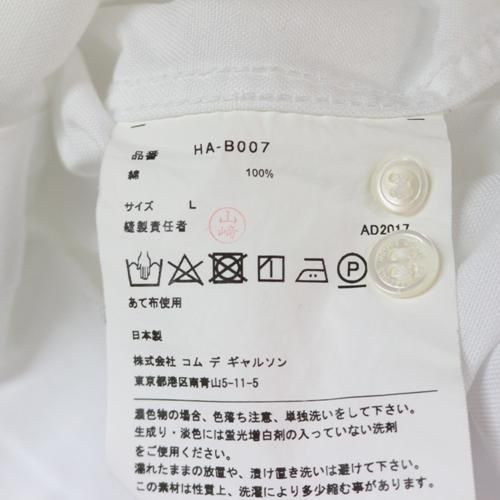 品番 HA-B007
綿 100%
サイズ L
縫製責任者 山崎 AD2017
P
あて布使用
日本製
株式会社 コム デ ギャルソン
東京都港区南青山5-11-5
濃色物の場合、色落ち注意、単独洗いをして下さい。
生成り・淡色には蛍光増白剤の入っていない洗剤
をご使用ください。
濡れたままの放置や、漬け置き洗いは避けて下さい。
この素材は性質上、洗濯により多少縮む事があります。